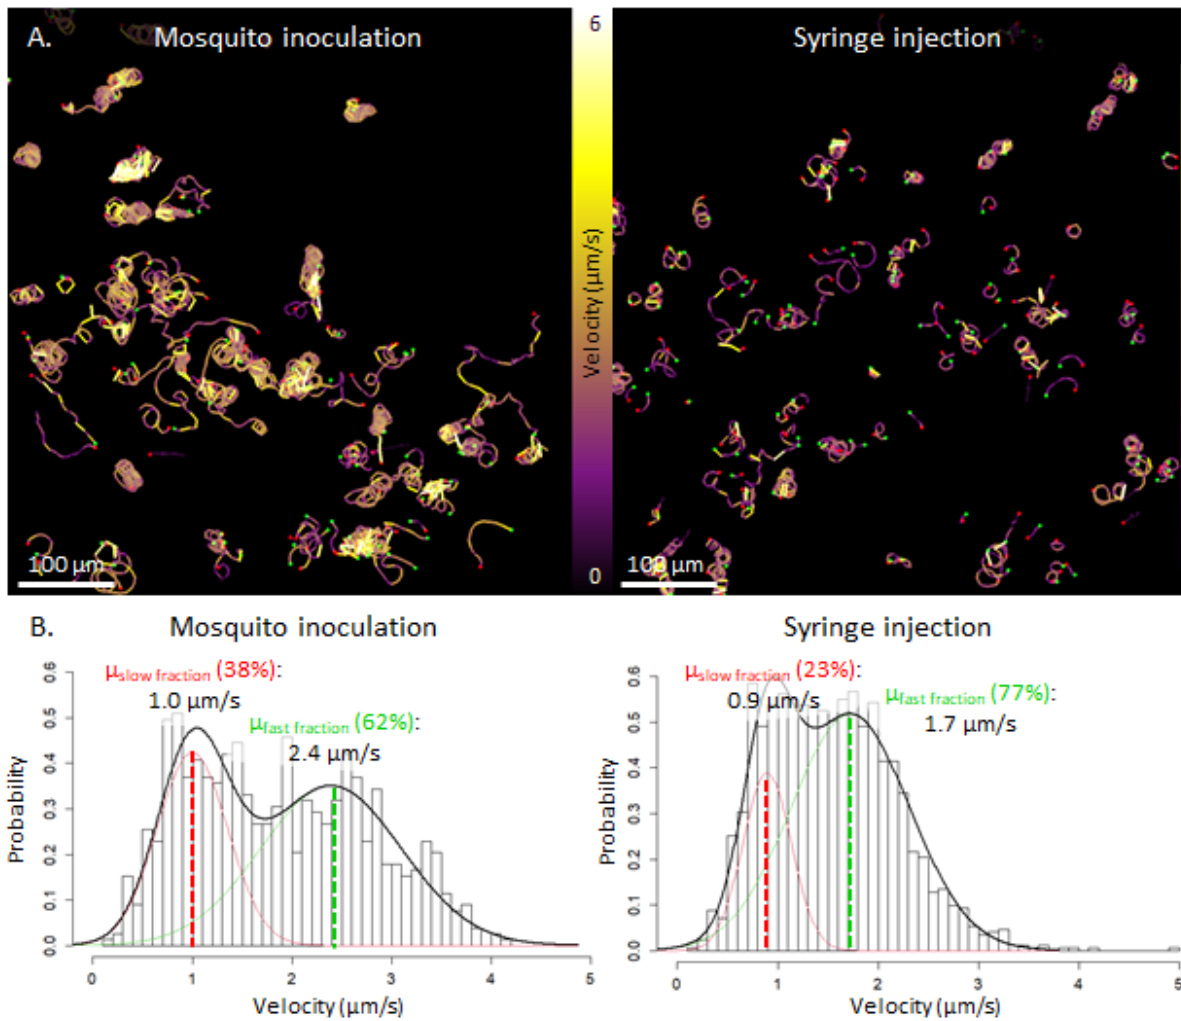 A.
Mosquito inoculation
6
Syringe injection
Velocity (µm/s)
100 µm
0
100 µm
B.
Mosquito inoculation
Syringe injection
µslow fraction (38%):
1.0 µm/s
µfast fraction (62%):
2.4 µm/s
Probability
0.6
0.5
0.4
0.3
0.2
0.1
0.0
0 1 2 3 4 5
Velocity (µm/s)
µslow fraction (23%):
0.9 µm/s
µfast fraction (77%):
1.7 µm/s
Probability
0.6
0.5
0.4
0.3
0.2
0.1
0.0
0 1 2 3 4 5
Velocity (µm/s)